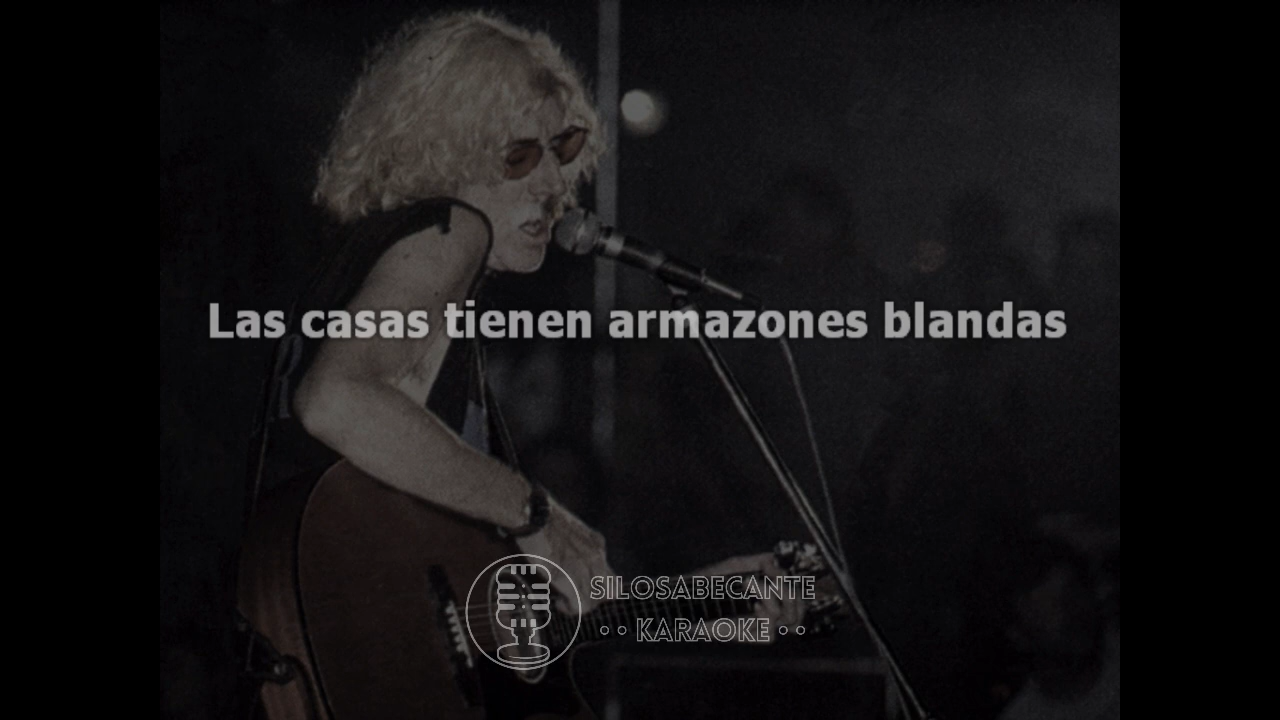 Las casas tienen armazones blandas
SILOSABECANTE
•• KARAOKE ••